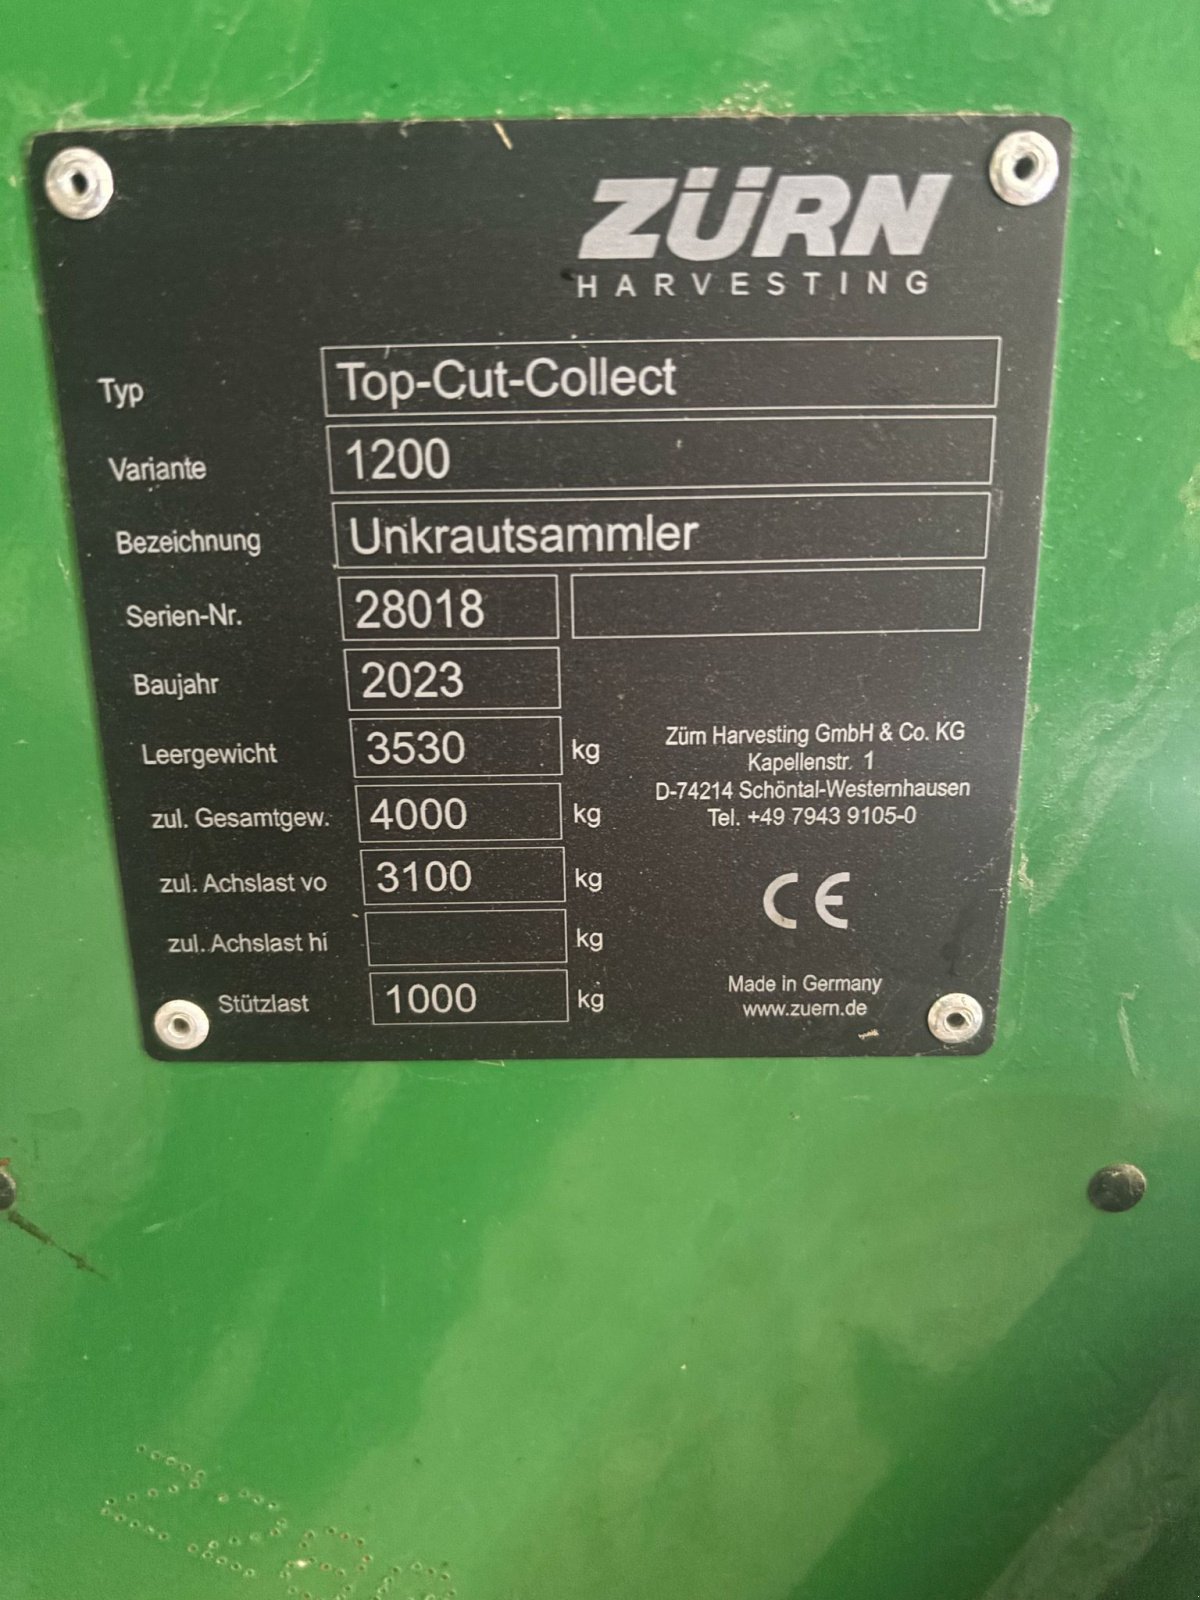 ZÜRN
HARVESTING
Typ Top-Cut-Collect
Variante 1200
Bezeichnung Unkrautsammler
Serien-Nr. 28018
Baujahr 2023
Leergewicht 3530 kg
zul. Gesamtgew. 4000 kg
zul. Achslast vo 3100 kg
zul. Achslast hi kg
Stützlast 1000 kg
Zürn Harvesting GmbH & Co. KG
Kapellenstr. 1
D-74214 Schöntal-Westernhausen
Tel. +49 7943 9105-0
CE
Made in Germany
www.zuern.de